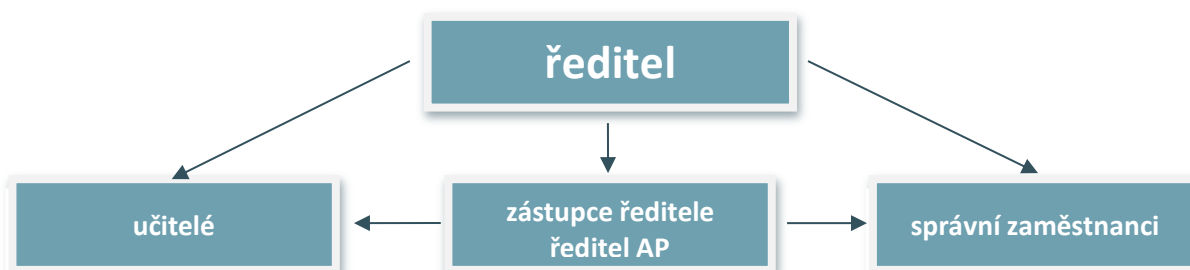 ředitel
učitelé
zástupce ředitele
ředitel AP
správní zaměstnanci